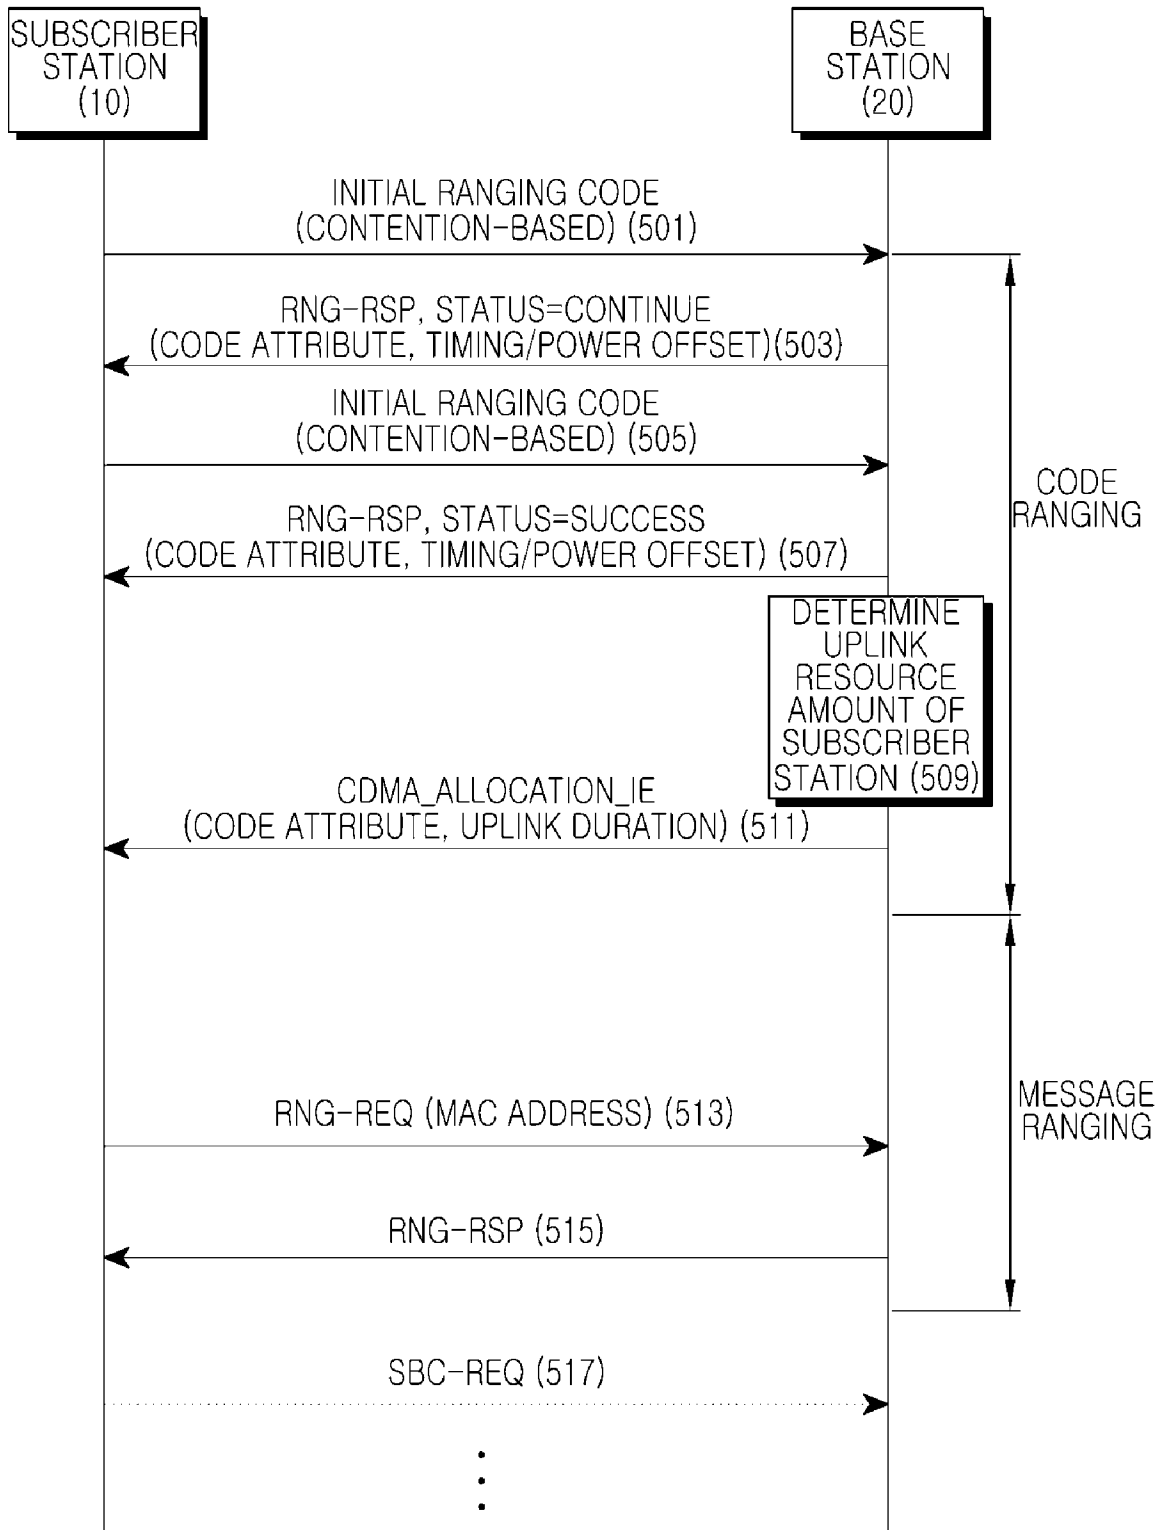 SUBSCRIBER
STATION
(10)
BASE
STATION
(20)
INITIAL RANGING CODE
(CONTENTION-BASED) (501)
RNG-RSP, STATUS=CONTINUE
(CODE ATTRIBUTE, TIMING/POWER OFFSET)(503)
INITIAL RANGING CODE
(CONTENTION-BASED) (505)
CODE
RANGING
RNG-RSP, STATUS=SUCCESS
(CODE ATTRIBUTE, TIMING/POWER OFFSET) (507)
DETERMINE
UPLINK
RESOURCE
AMOUNT OF
SUBSCRIBER
STATION (509)
CDMA_ALLOCATION_IE
(CODE ATTRIBUTE, UPLINK DURATION) (511)
MESSAGE
RANGING
RNG-REQ (MAC ADDRESS) (513)
RNG-RSP (515)
SBC-REQ (517)